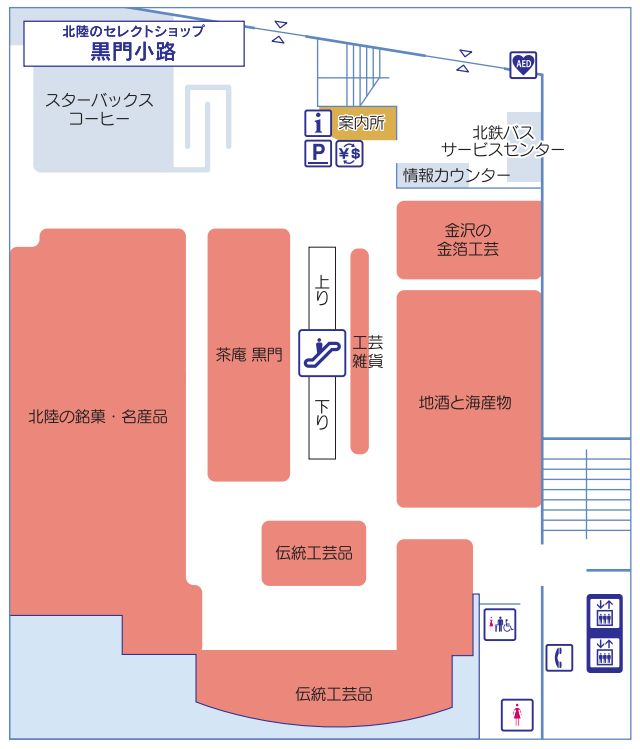 北陸のセレクトショップ
黒門小路
AED
スターバックス
コーヒー
i
案内所
P
¥$
北鉄バス
サービスセンター
情報カウンター
金沢の
金箔工芸
上り
茶庵 黒門
工芸
雑貨
下り
地酒と海産物
北陸の銘菓・名産品
伝統工芸品
伝統工芸品